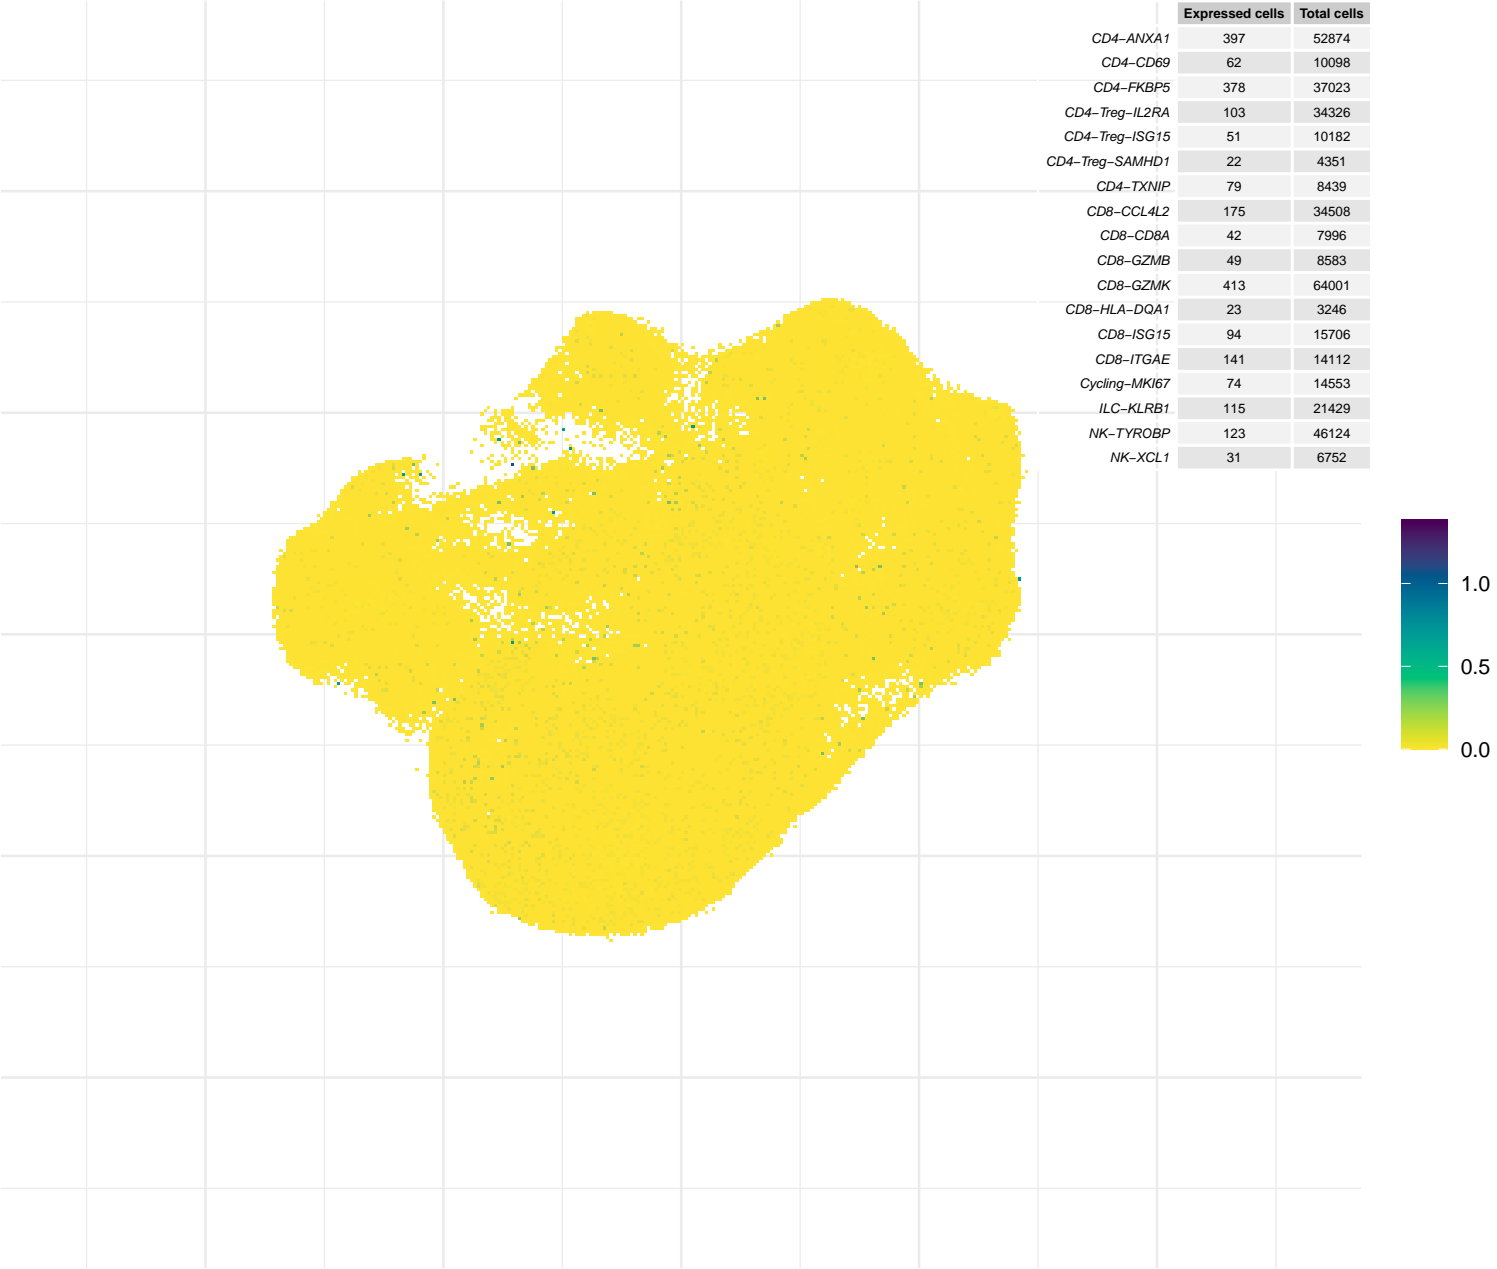 Expressed cells Total cells
CD4−ANXA1 397 52874
CD4−CD69 62 10098
CD4−FKBP5 378 37023
CD4−Treg−IL2RA 103 34326
CD4−Treg−ISG15 51 10182
CD4−Treg−SAMHD1 22 4351
CD4−TXNIP 79 8439
CD8−CCL4L2 175 34508
CD8−CD8A 42 7996
CD8−GZMB 49 8583
CD8−GZMK 413 64001
CD8−HLA−DQA1 23 3246
CD8−ISG15 94 15706
CD8−ITGAE 141 14112
Cycling−MKI67 74 14553
ILC−KLRB1 115 21429
NK−TYROBP 123 46124
NK−XCL1 31 6752
1.0
0.5
0.0